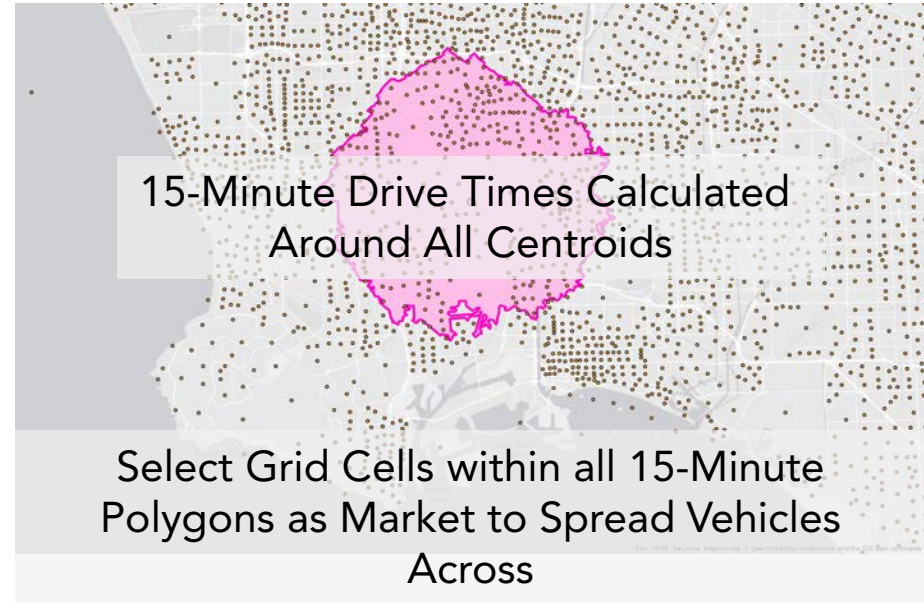 15-Minute Drive Times Calculated
Around All Centroids
Select Grid Cells within all 15-Minute
Polygons as Market to Spread Vehicles
Across